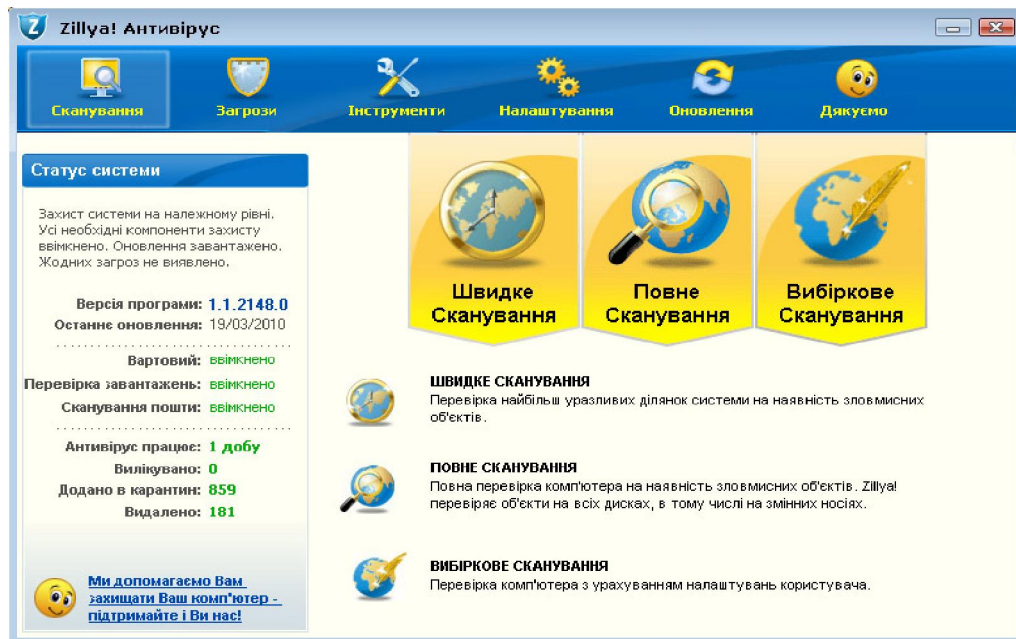 Zillya! Антивірус
Сканування
Загрози
Інструменти
Налаштування
Оновлення
Дякуємо
Статус системи
Захист системи на належному рівні.
Усі необхідні компоненти захисту
ввімкнено. Оновлення завантажено.
Жодних загроз не виявлено.
Версія програми: 1.1.2148.0
Останнє оновлення: 19/03/2010
Вартовий: ввімкнено
Перевірка завантажень: ввімкнено
Сканування пошти: ввімкнено
Антивірус працює: 1 добу
Вилікувано: 0
Додано в карантин: 859
Видалено: 181
Ми допомагаємо Вам
захищати Ваш комп'ютер -
підтримайте і Ви нас!
Швидке
Сканування
Повне
Сканування
Вибіркове
Сканування
ШВИДКЕ СКАНУВАННЯ
Перевірка найбільш уразливих ділянок системи на наявність зловмисних
об'єктів.
ПОВНЕ СКАНУВАННЯ
Повна перевірка комп'ютера на наявність зловмисних об'єктів. Zillya!
перевіряє об'єкти на всіх дисках, в тому числі на змінних носіях.
ВИБІРКОВЕ СКАНУВАННЯ
Перевірка комп'ютера з урахуванням налаштувань користувача.